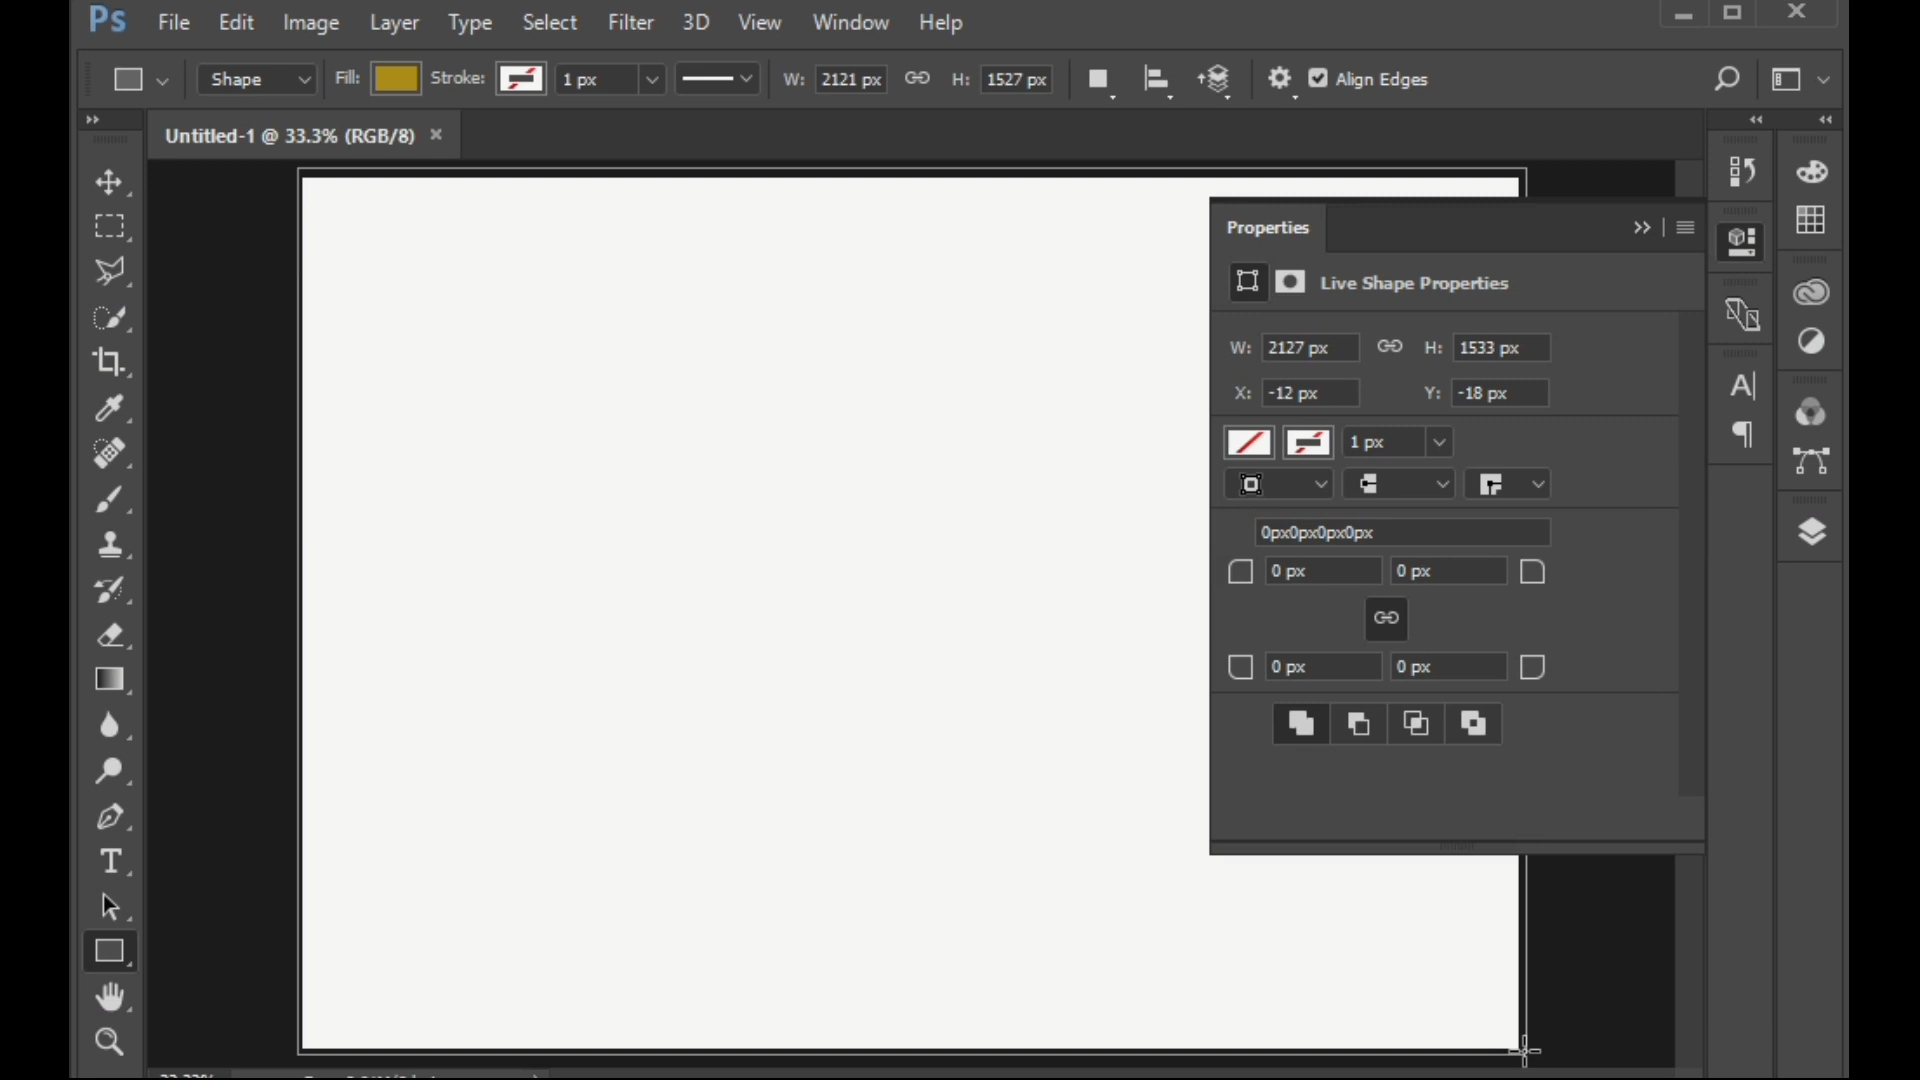 Ps File Edit Image Layer Type Select Filter 3D View Window Help
Shape Fill: Stroke: 1 px W: 2121 px H: 1527 px Align Edges
Untitled-1 @ 33.3% (RGB/8)
Properties
Live Shape Properties
W: 2127 px H: 1533 px
X: -12 px Y: -18 px
1 px
0px0px0px0px
0 px 0 px
0 px 0 px